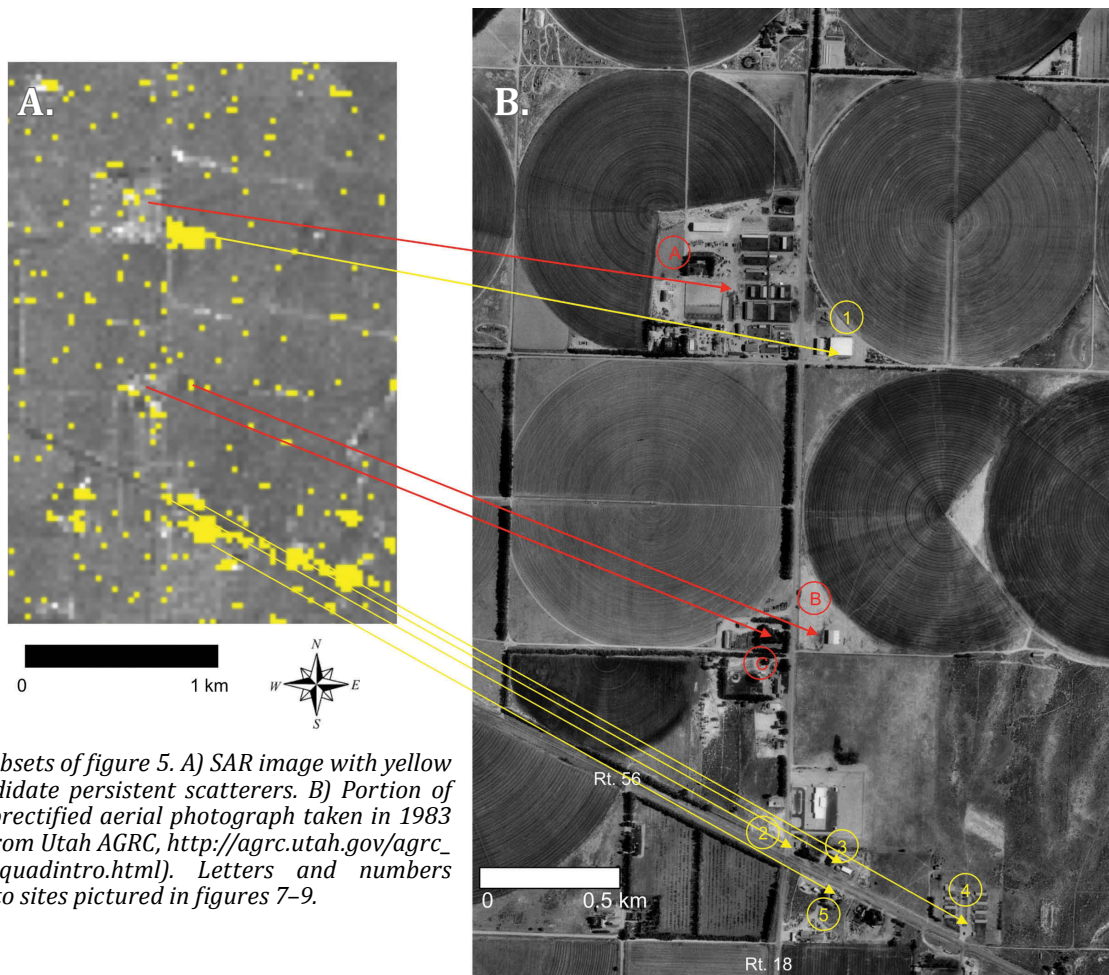 A.
B.
A
1
B
C
Rt. 56
2
3
4
5
0
0.5 km
Rt. 18
0
1 km
N
W
E
S
ubsets of figure 5. A) SAR image with yellow
didate persistent scatterers. B) Portion of
orectified aerial photograph taken in 1983
rom Utah AGRC, http://agrc.utah.gov/agrc_
quadintro.html). Letters and numbers
to sites pictured in figures 7–9.